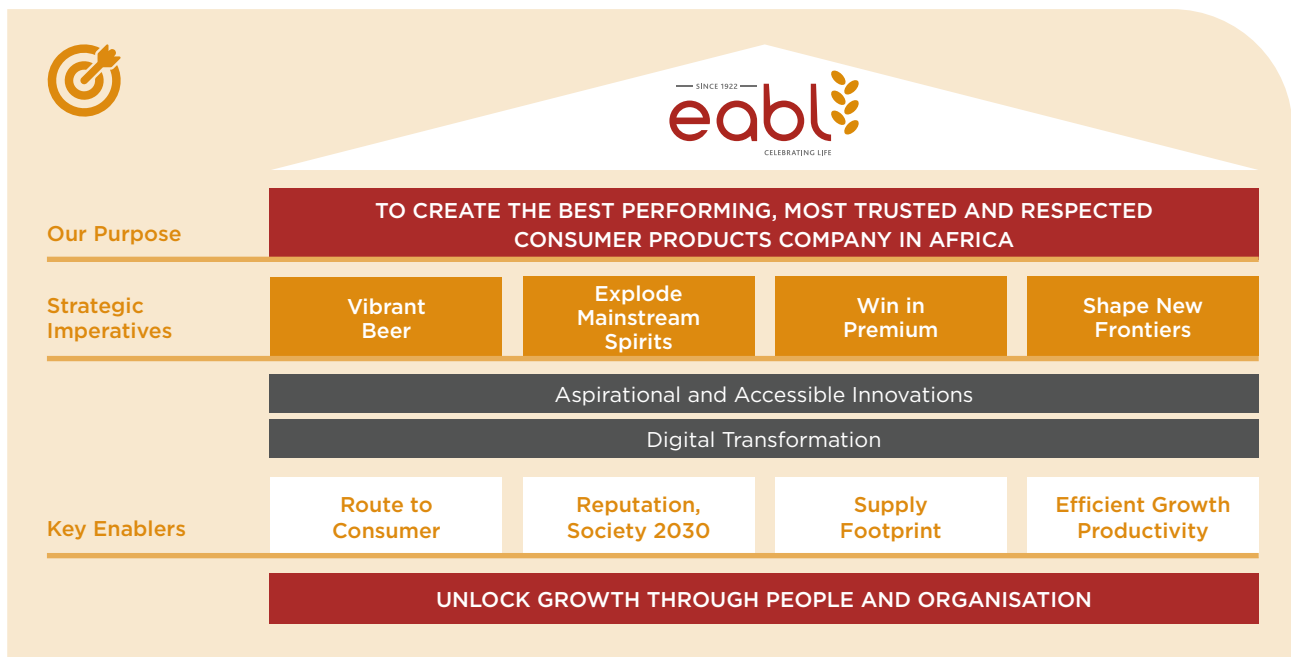 SINCE 1922
eabl
CELEBRATING LIFE
Our Purpose
TO CREATE THE BEST PERFORMING, MOST TRUSTED AND RESPECTED
CONSUMER PRODUCTS COMPANY IN AFRICA
Strategic
Imperatives
Vibrant
Beer
Explode
Mainstream
Spirits
Win in
Premium
Shape New
Frontiers
Aspirational and Accessible Innovations
Digital Transformation
Key Enablers
Route to
Consumer
Reputation,
Society 2030
Supply
Footprint
Efficient Growth
Productivity
UNLOCK GROWTH THROUGH PEOPLE AND ORGANISATION